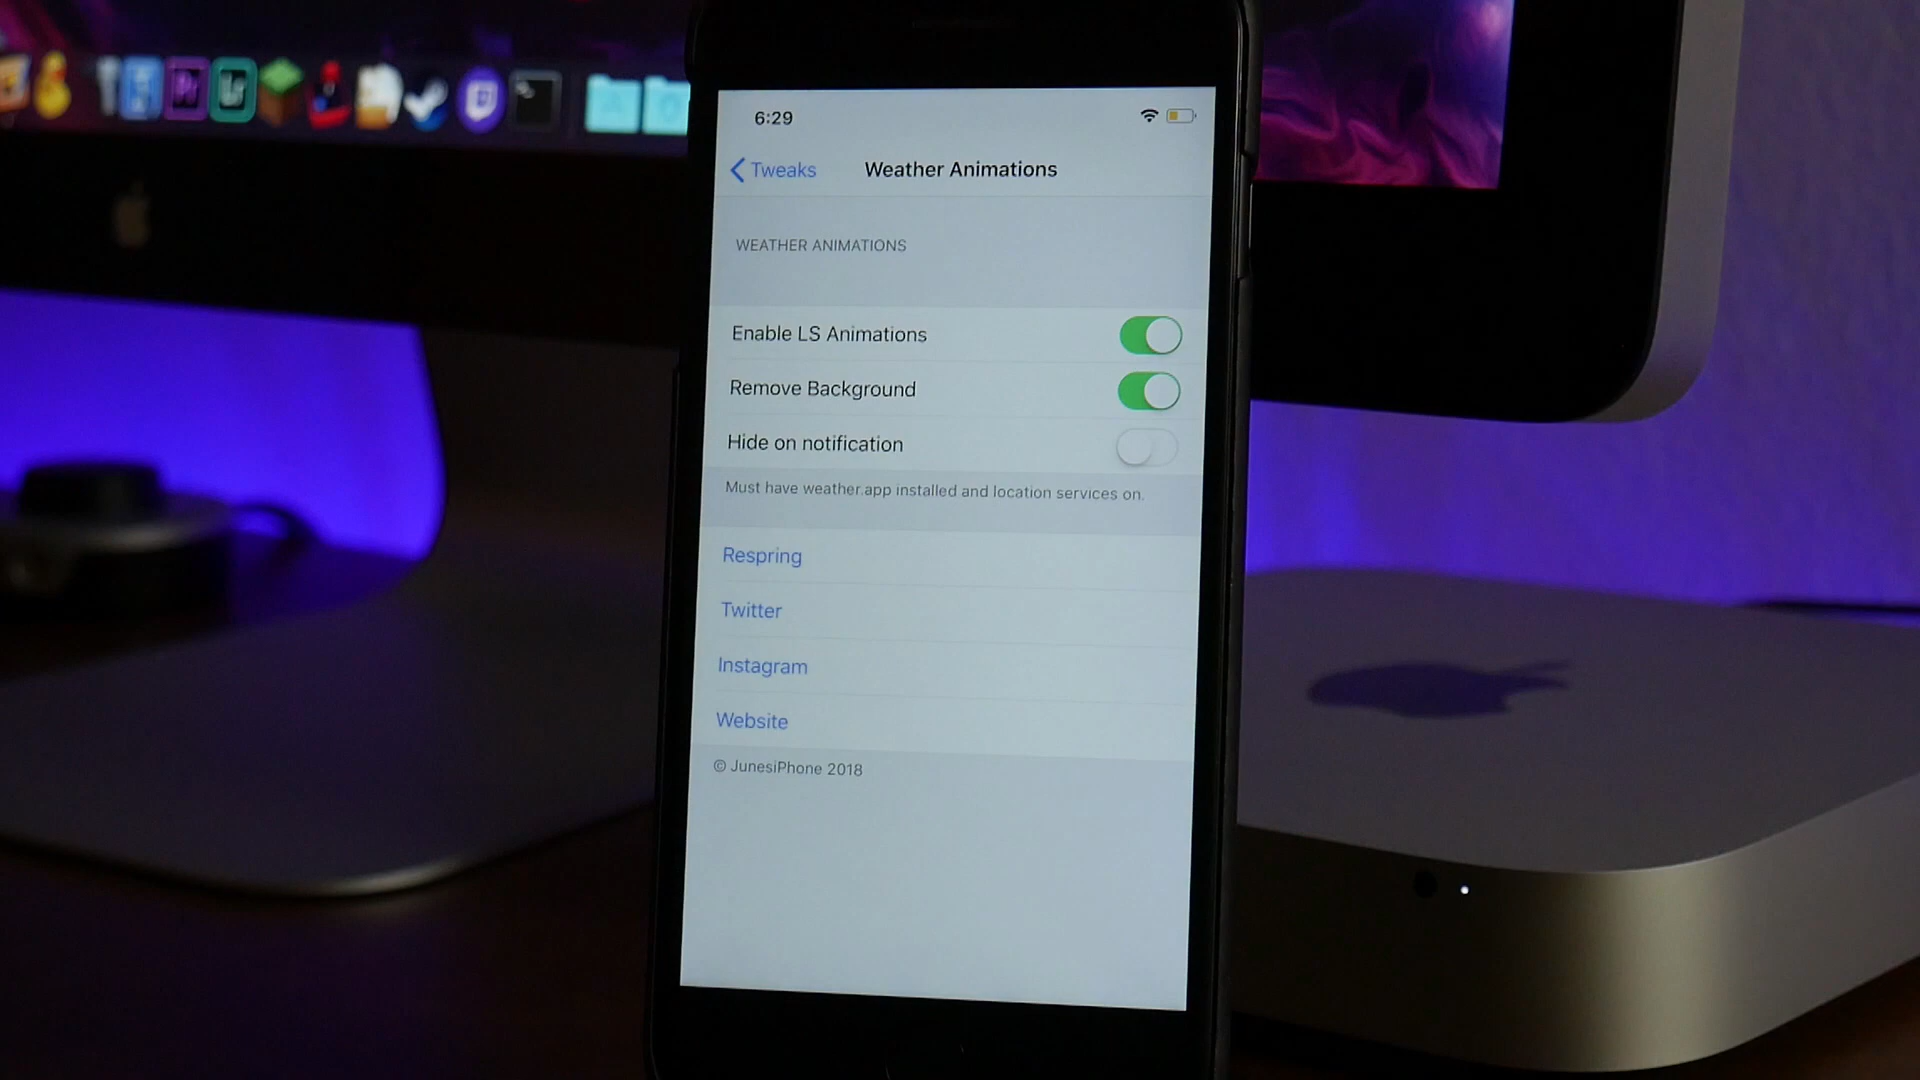 6:29
Tweaks
Weather Animations
WEATHER ANIMATIONS
Enable LS Animations
Remove Background
Hide on notification
Must have weather.app installed and location services on.
Respring
Twitter
Instagram
Website
© JunesiPhone 2018